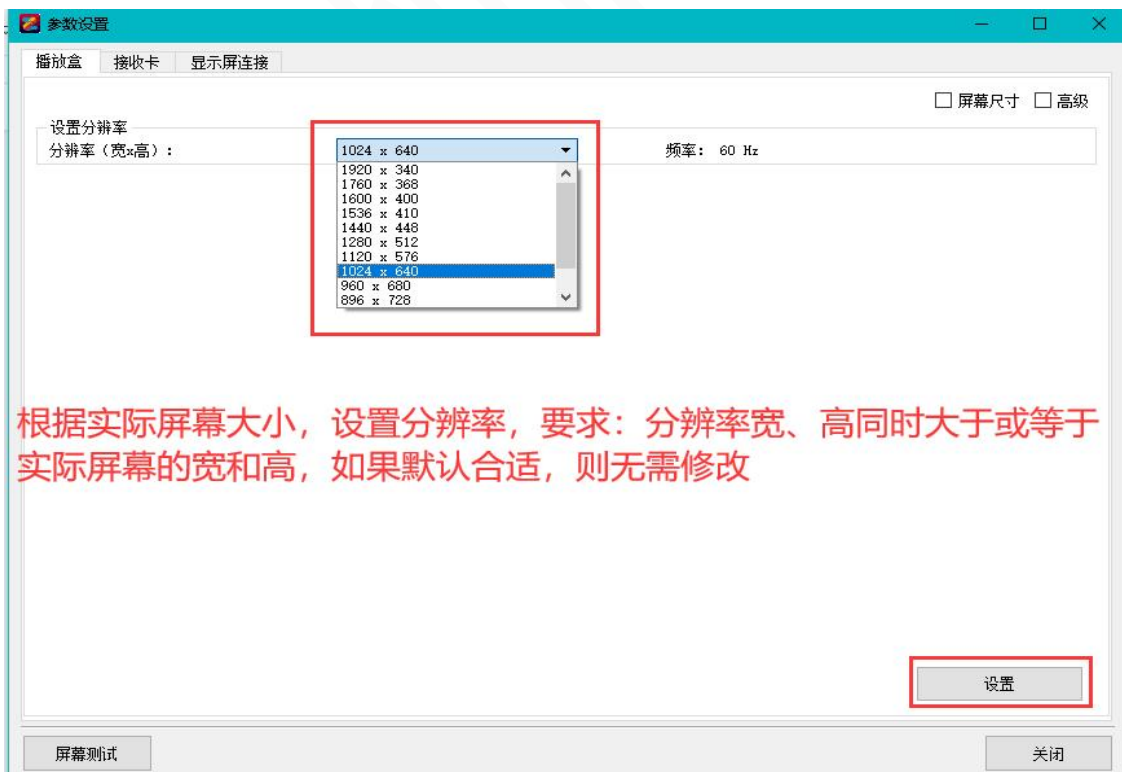 参数设置
播放盒 接收卡 显示屏连接
屏幕尺寸 高级
设置分辨率
分辨率（宽x高）： 1024 x 640 频率： 60 Hz
1920 x 340
1760 x 368
1600 x 400
1536 x 410
1440 x 448
1280 x 512
1120 x 576
1024 x 640
960 x 680
896 x 728
根据实际屏幕大小，设置分辨率，要求：分辨率宽、高同时大于或等于
实际屏幕的宽和高，如果默认合适，则无需修改
设置
屏幕测试 关闭